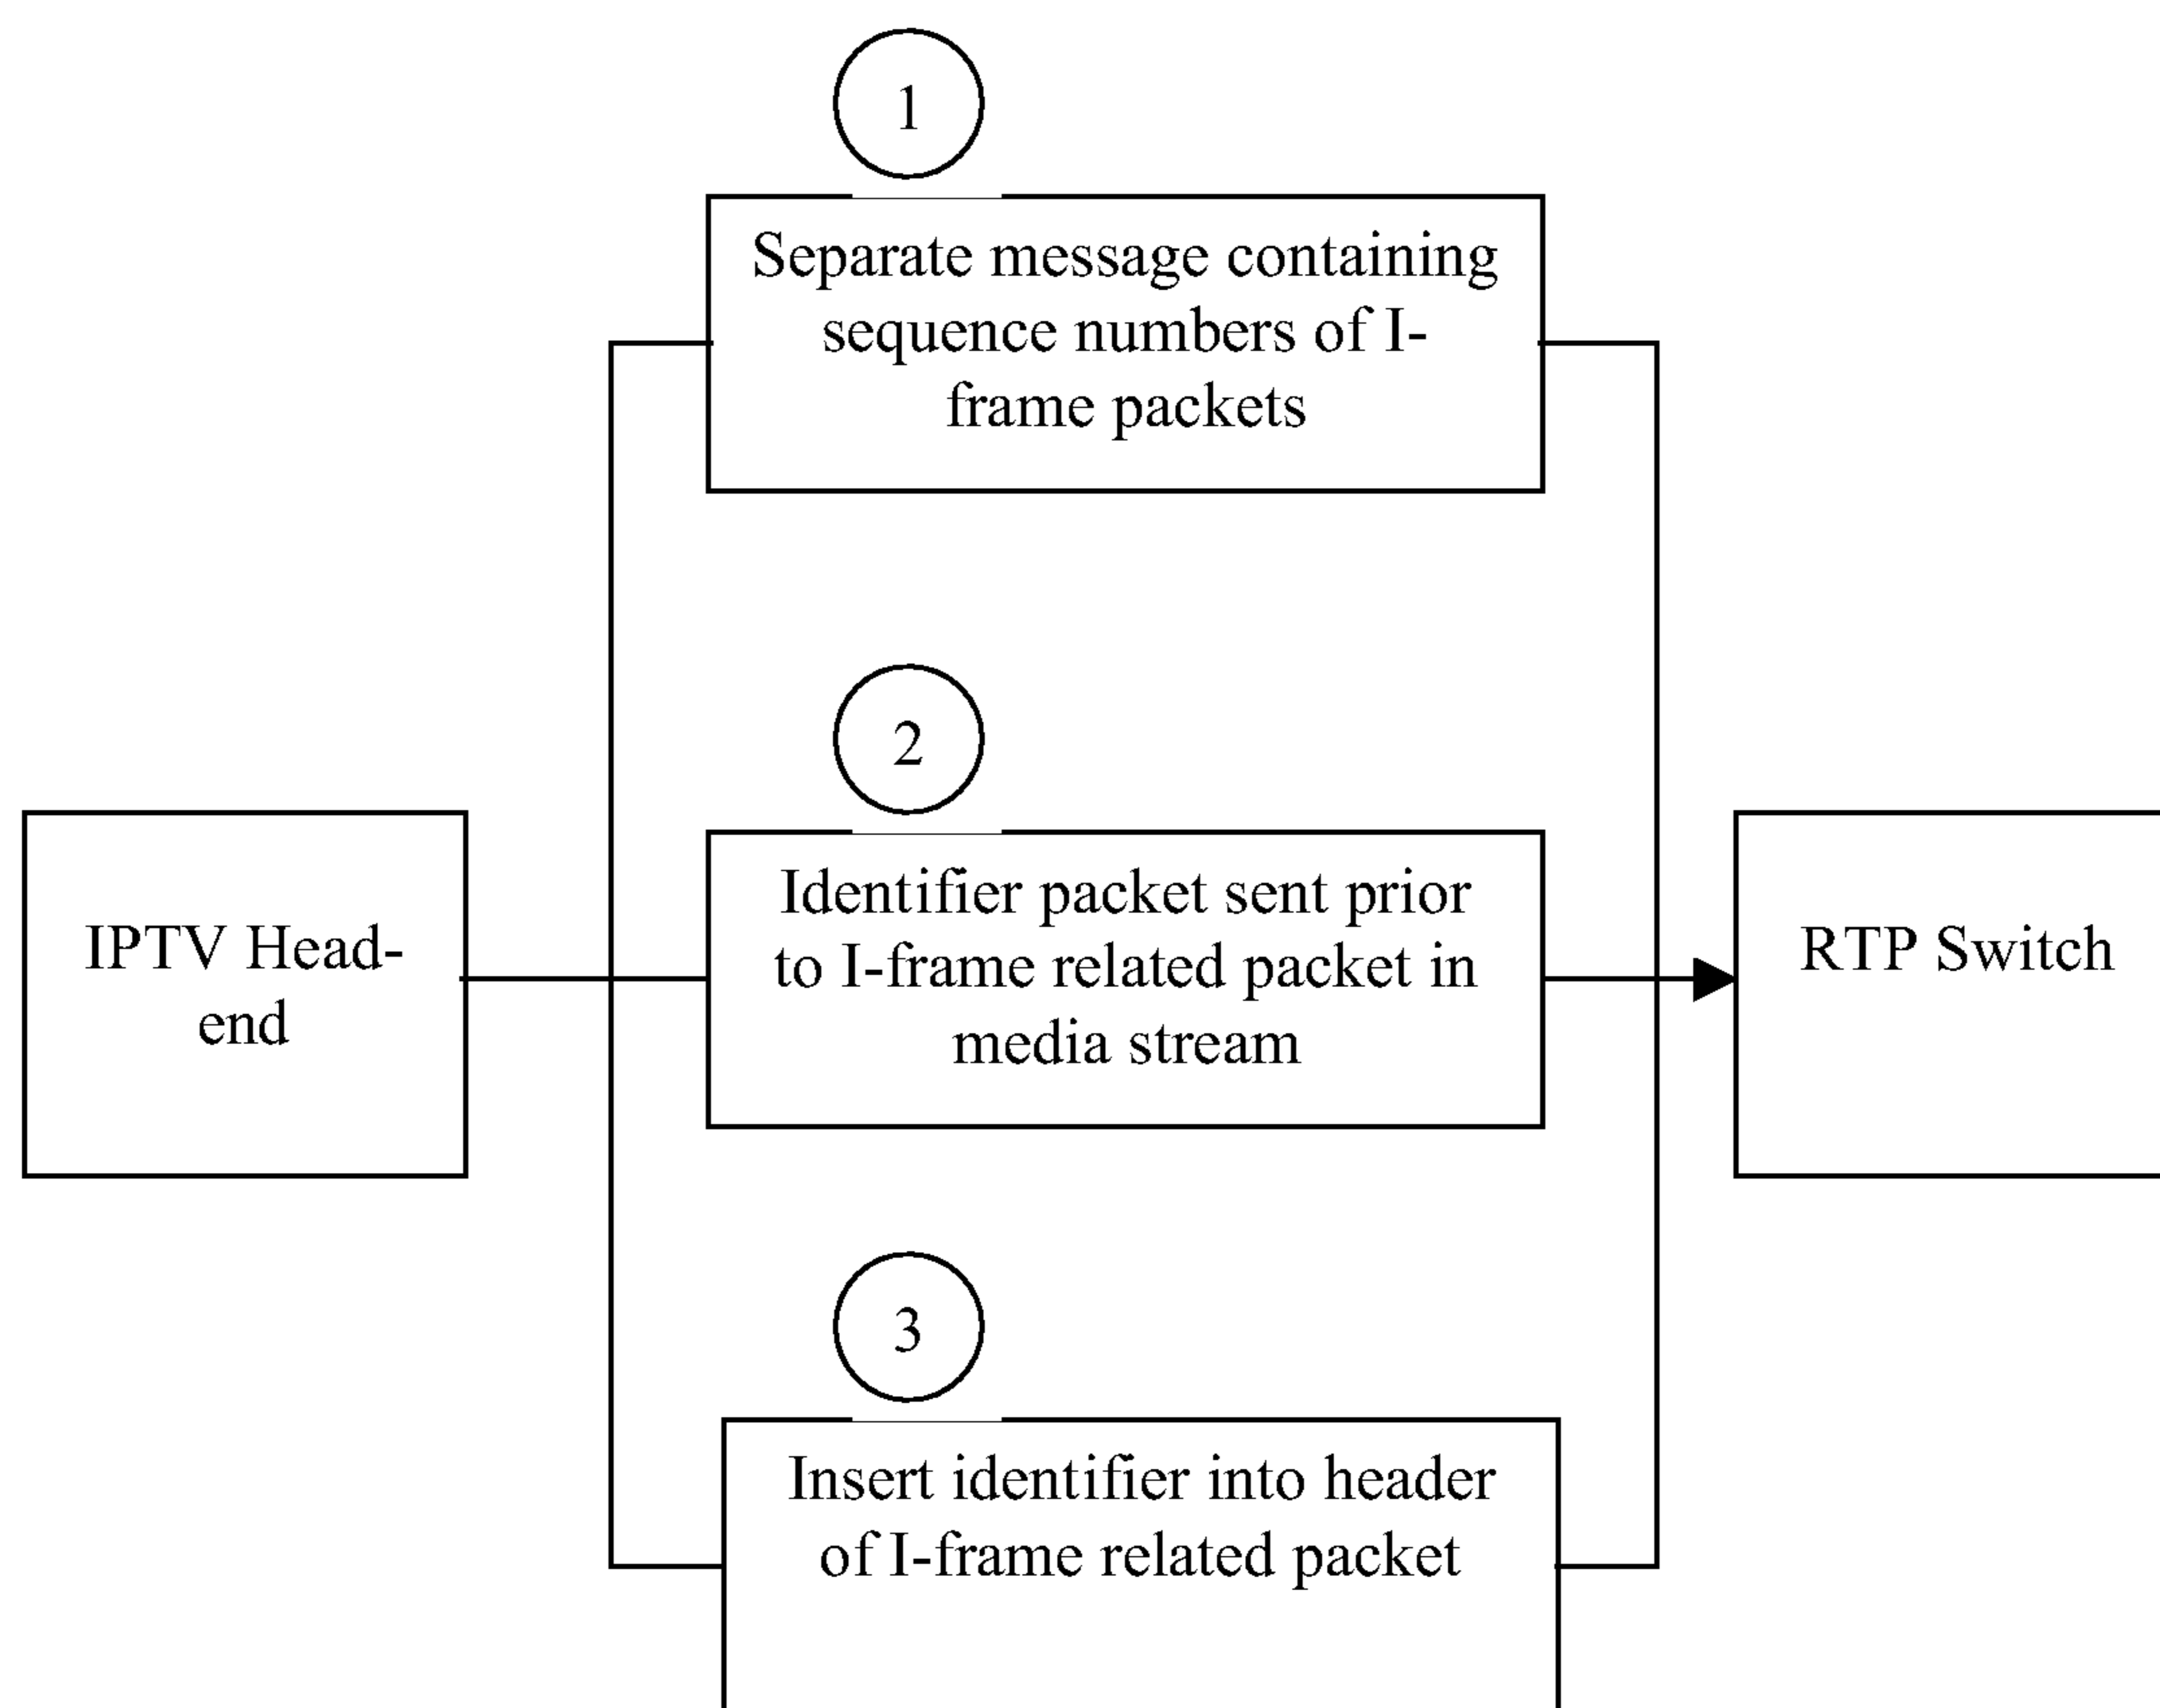 1
Separate message containing
sequence numbers of I-
frame packets
2
Identifier packet sent prior
to I-frame related packet in
media stream
IPTV Head-
end
RTP Switch
3
Insert identifier into header
of I-frame related packet